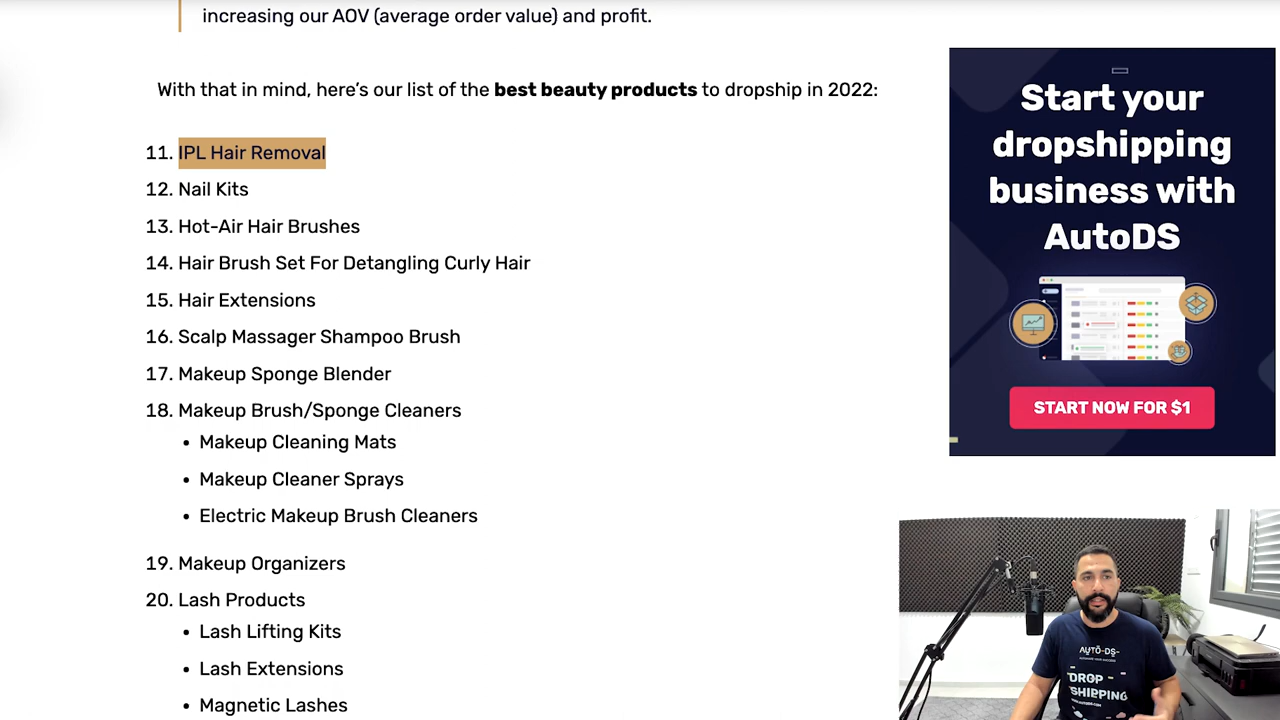 increasing our AOV (average order value) and profit.
With that in mind, here's our list of the best beauty products to dropship in 2022:
11. IPL Hair Removal
12. Nail Kits
13. Hot-Air Hair Brushes
14. Hair Brush Set For Detangling Curly Hair
15. Hair Extensions
16. Scalp Massager Shampoo Brush
17. Makeup Sponge Blender
18. Makeup Brush/Sponge Cleaners
• Makeup Cleaning Mats
• Makeup Cleaner Sprays
• Electric Makeup Brush Cleaners
19. Makeup Organizers
20. Lash Products
• Lash Lifting Kits
• Lash Extensions
• Magnetic Lashes
Start your
dropshipping
business with
AutoDS
START NOW FOR $1
AUTO-DS-
DROP
SHIPPING